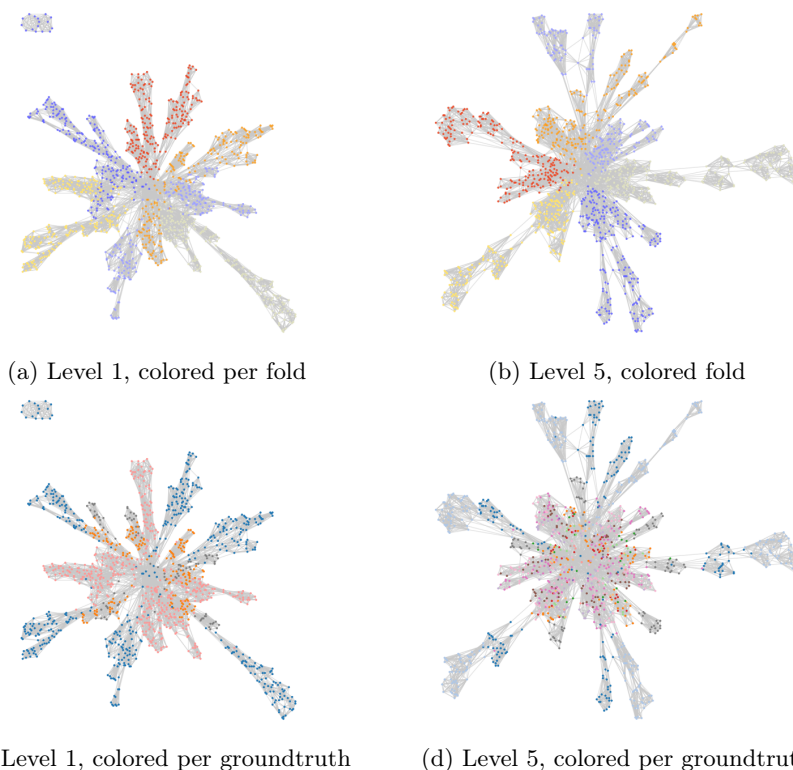 (a) Level 1, colored per fold
(b) Level 5, colored fold
Level 1, colored per groundtruth
(d) Level 5, colored per groundtrut